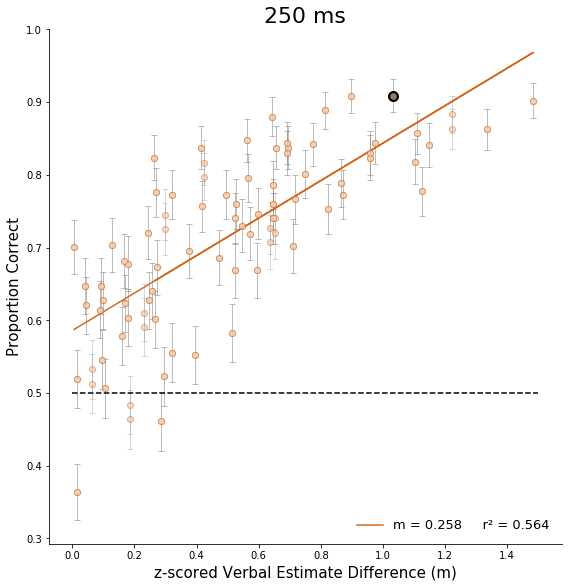 250 ms
1.0
0.9
0.8
0.7
0.6
0.5
0.4
0.3
Proportion Correct
m = 0.258 r² = 0.564
0.0 0.2 0.4 0.6 0.8 1.0 1.2 1.4
z-scored Verbal Estimate Difference (m)